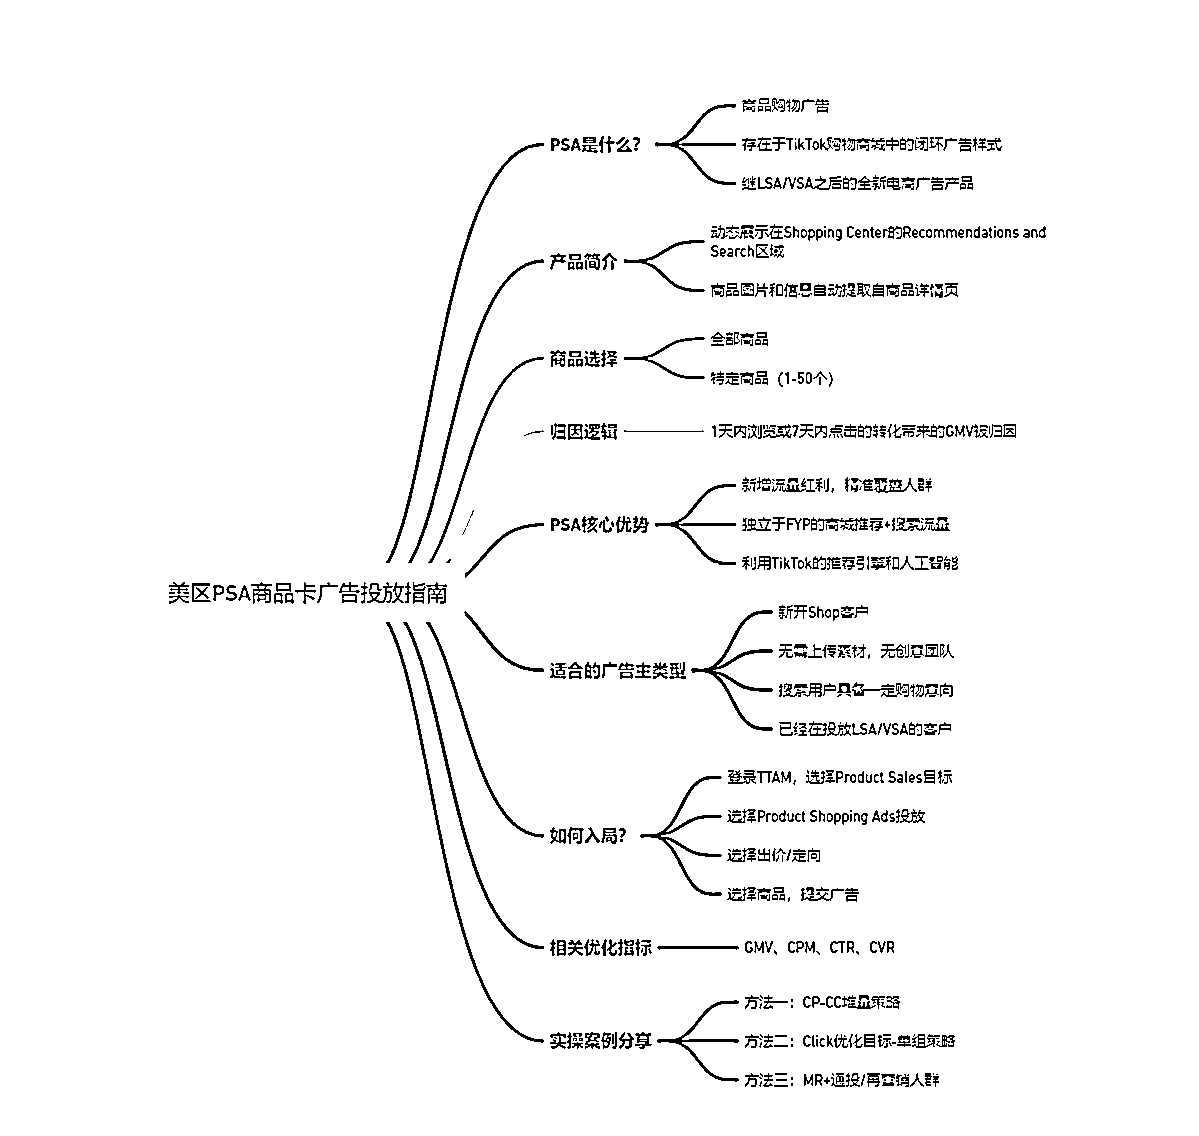 PSA是什么？
商品购物广告
存在于TikTok购物商城中的闭环广告样式
继LSA/VSA之后的全新电商广告产品
产品简介
动态展示在Shopping Center的Recommendations and
Search区域
商品图片和信息自动提取自商品详情页
商品选择
全部商品
特定商品（1-50个）
归因逻辑
1天内浏览或7天内点击的转化带来的GMV被归因
美区PSA商品卡广告投放指南
PSA核心优势
新增流量红利，精准覆盖人群
独立于FYP的商城推荐+搜索流量
利用TikTok的推荐引擎和人工智能
适合的广告主类型
新开Shop客户
无需上传素材，无创意团队
搜索用户具备一定购物意向
已经在投放LSA/VSA的客户
如何入局？
登录TTAM，选择Product Sales目标
选择Product Shopping Ads投放
选择出价/定向
选择商品，提交广告
相关优化指标
GMV、CPM、CTR、CVR
实操案例分享
方法一：CP-CC堆量策略
方法二：Click优化目标-单组策略
方法三：MR+通投/再营销人群